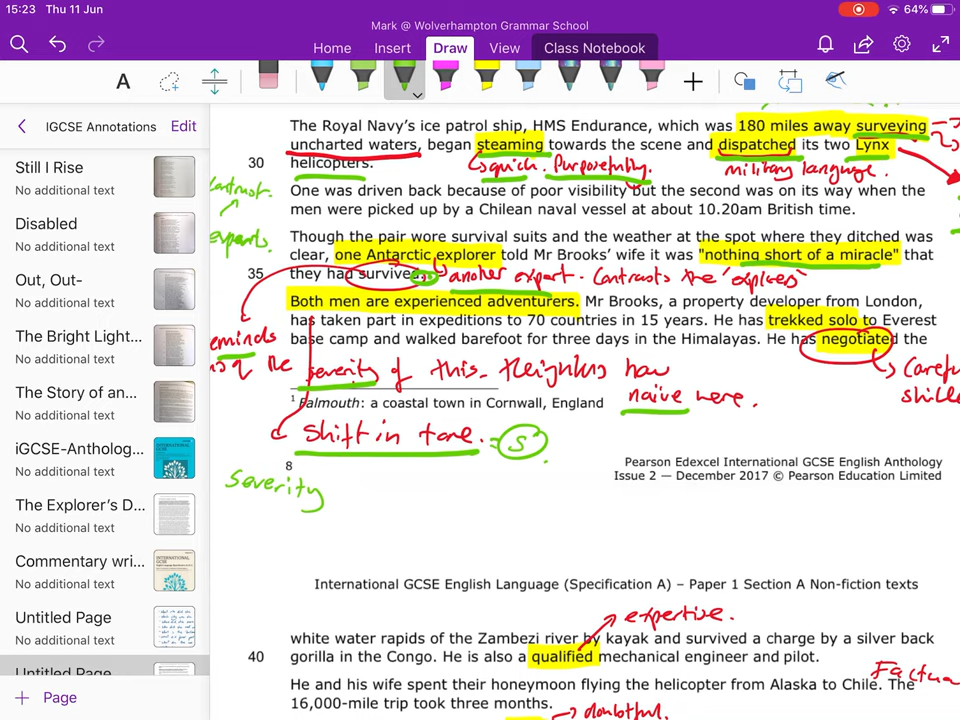 15:23 Thu 11 Jun
64%
Mark @ Wolverhampton Grammar School
Home Insert Draw View Class Notebook
A
IGCSE Annotations Edit
Still I Rise
No additional text
Disabled
No additional text
Out, Out-
No additional text
The Bright Light...
No additional text
The Story of an...
No additional text
iGCSE-Antholog...
No additional text
The Explorer's D...
No additional text
Commentary wri...
No additional text
Untitled Page
No additional text
Untitled Page
+ Page
The Royal Navy's ice patrol ship, HMS Endurance, which was 180 miles away surveying
uncharted waters, began steaming towards the scene and dispatched its two Lynx
30 helicopters.
quick. Purposefully. military language.
Contrast
One was driven back because of poor visibility but the second was on its way when the
men were picked up by a Chilean naval vessel at about 10.20am British time.
experts.
Though the pair wore survival suits and the weather at the spot where they ditched was
clear, one Antarctic explorer told Mr Brooks' wife it was "nothing short of a miracle" that
35 they had survived.
another expert. Contrasts the 'explorers'
Both men are experienced adventurers. Mr Brooks, a property developer from London,
has taken part in expeditions to 70 countries in 15 years. He has trekked solo to Everest
base camp and walked barefoot for three days in the Himalayas. He has negotiated the
severity of this. Heightens how
naive were.
1 Falmouth: a coastal town in Cornwall, England
Shift in tone. = S
8
Severity
Pearson Edexcel International GCSE English Anthology
Issue 2 — December 2017 © Pearson Education Limited
International GCSE English Language (Specification A) – Paper 1 Section A Non-fiction texts
expertise.
white water rapids of the Zambezi river by kayak and survived a charge by a silver back
40 gorilla in the Congo. He is also a qualified mechanical engineer and pilot.
He and his wife spent their honeymoon flying the helicopter from Alaska to Chile. The
16,000-mile trip took three months.
doubtful.